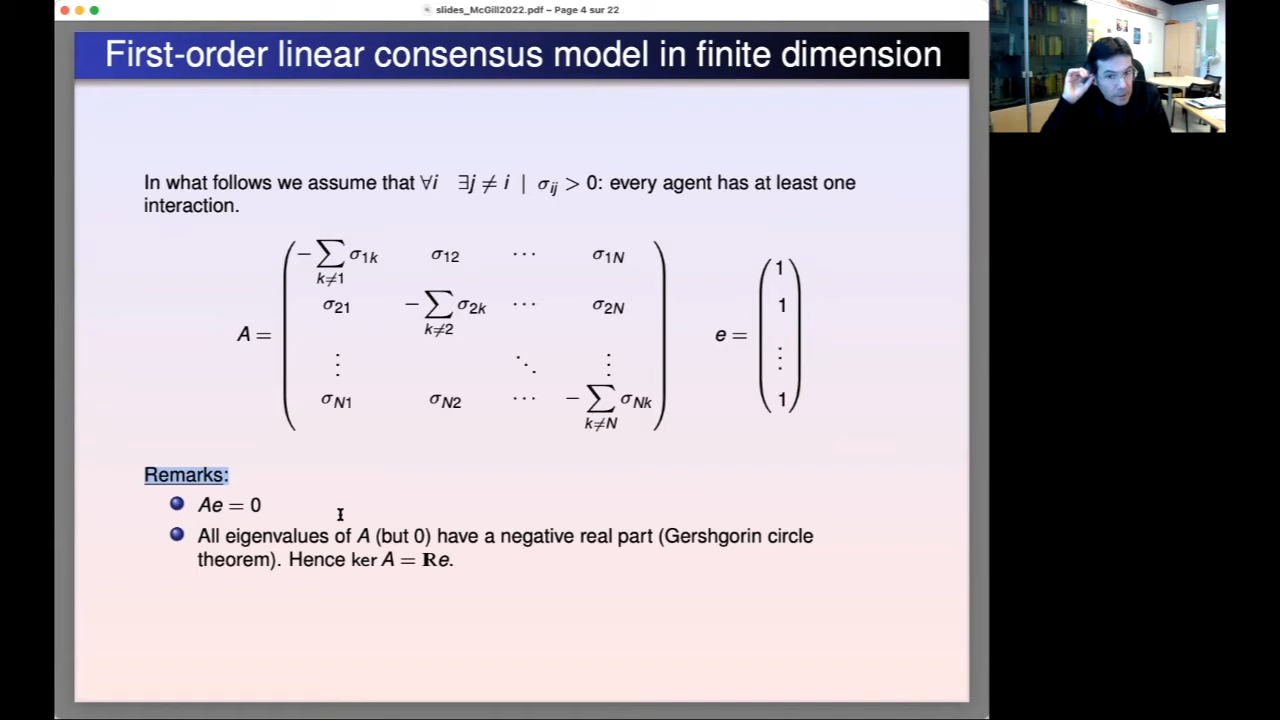 slides_McGill2022.pdf – Page 4 sur 22
First-order linear consensus model in finite dimension
In what follows we assume that ∀i ∃j ≠ i | σ_ij > 0: every agent has at least one
interaction.
A = ( −∑_{k≠1} σ_1k σ_12 ⋯ σ_1N
σ_21 −∑_{k≠2} σ_2k ⋯ σ_2N
⋮ ⋱ ⋮
σ_N1 σ_N2 ⋯ −∑_{k≠N} σ_Nk )
e = ( 1
1
⋮
1 )
Remarks:
Ae = 0
All eigenvalues of A (but 0) have a negative real part (Gershgorin circle
theorem). Hence ker A = ℝe.